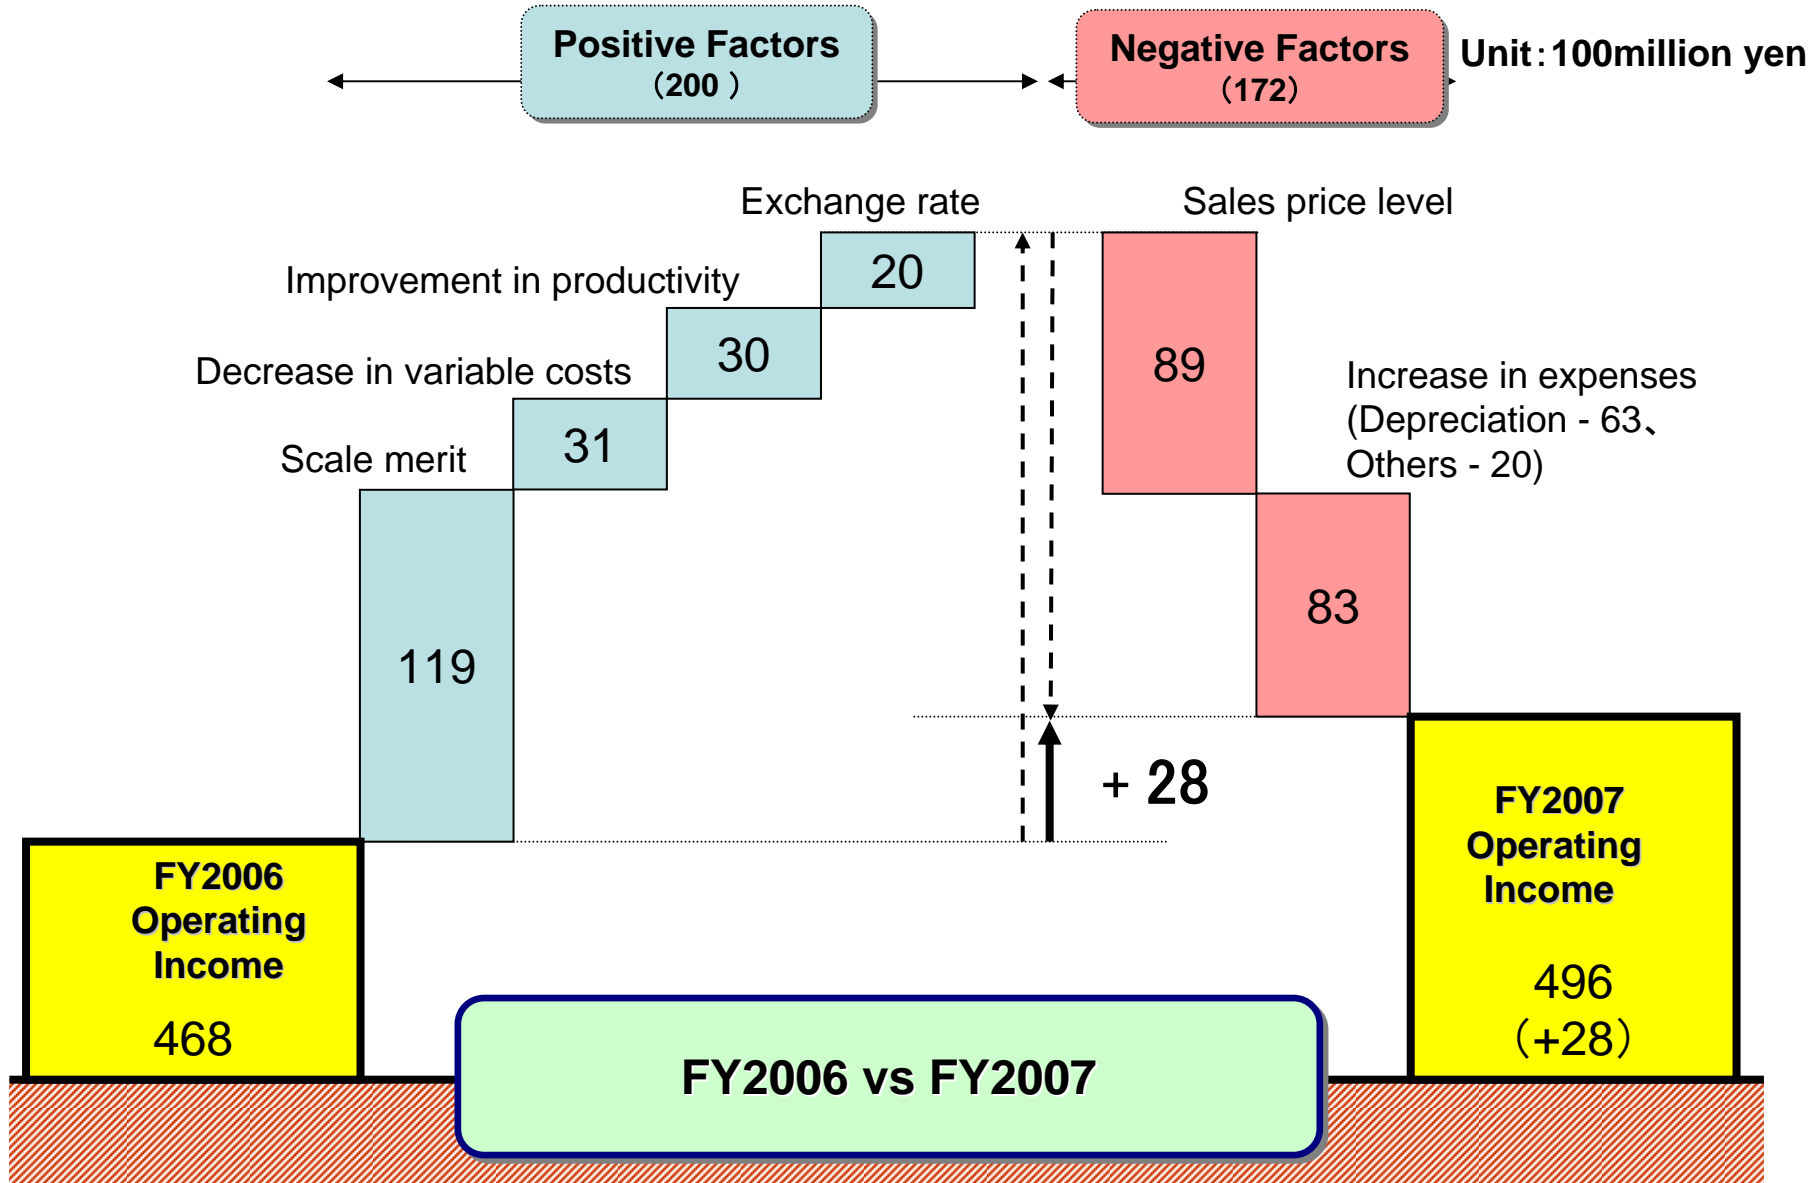 Positive Factors
（200 ）
Negative Factors
（172）
Unit：100million yen
Exchange rate
Sales price level
20
Improvement in productivity
30
89
Decrease in variable costs
Increase in expenses
(Depreciation - 63、
Others - 20)
31
Scale merit
83
119
+ 28
FY2006
Operating
Income
468
FY2007
Operating
Income
496
（+28）
FY2006 vs FY2007